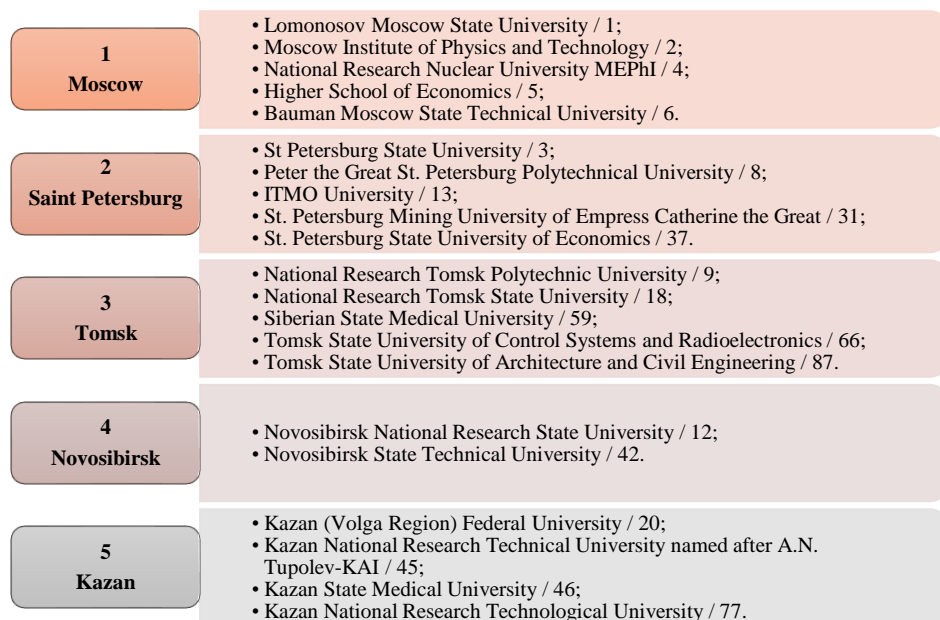 1
Moscow
• Lomonosov Moscow State University / 1;
• Moscow Institute of Physics and Technology / 2;
• National Research Nuclear University MEPhI / 4;
• Higher School of Economics / 5;
• Bauman Moscow State Technical University / 6.
2
Saint Petersburg
• St Petersburg State University / 3;
• Peter the Great St. Petersburg Polytechnical University / 8;
• ITMO University / 13;
• St. Petersburg Mining University of Empress Catherine the Great / 31;
• St. Petersburg State University of Economics / 37.
3
Tomsk
• National Research Tomsk Polytechnic University / 9;
• National Research Tomsk State University / 18;
• Siberian State Medical University / 59;
• Tomsk State University of Control Systems and Radioelectronics / 66;
• Tomsk State University of Architecture and Civil Engineering / 87.
4
Novosibirsk
• Novosibirsk National Research State University / 12;
• Novosibirsk State Technical University / 42.
5
Kazan
• Kazan (Volga Region) Federal University / 20;
• Kazan National Research Technical University named after A.N.
Tupolev-KAI / 45;
• Kazan State Medical University / 46;
• Kazan National Research Technological University / 77.